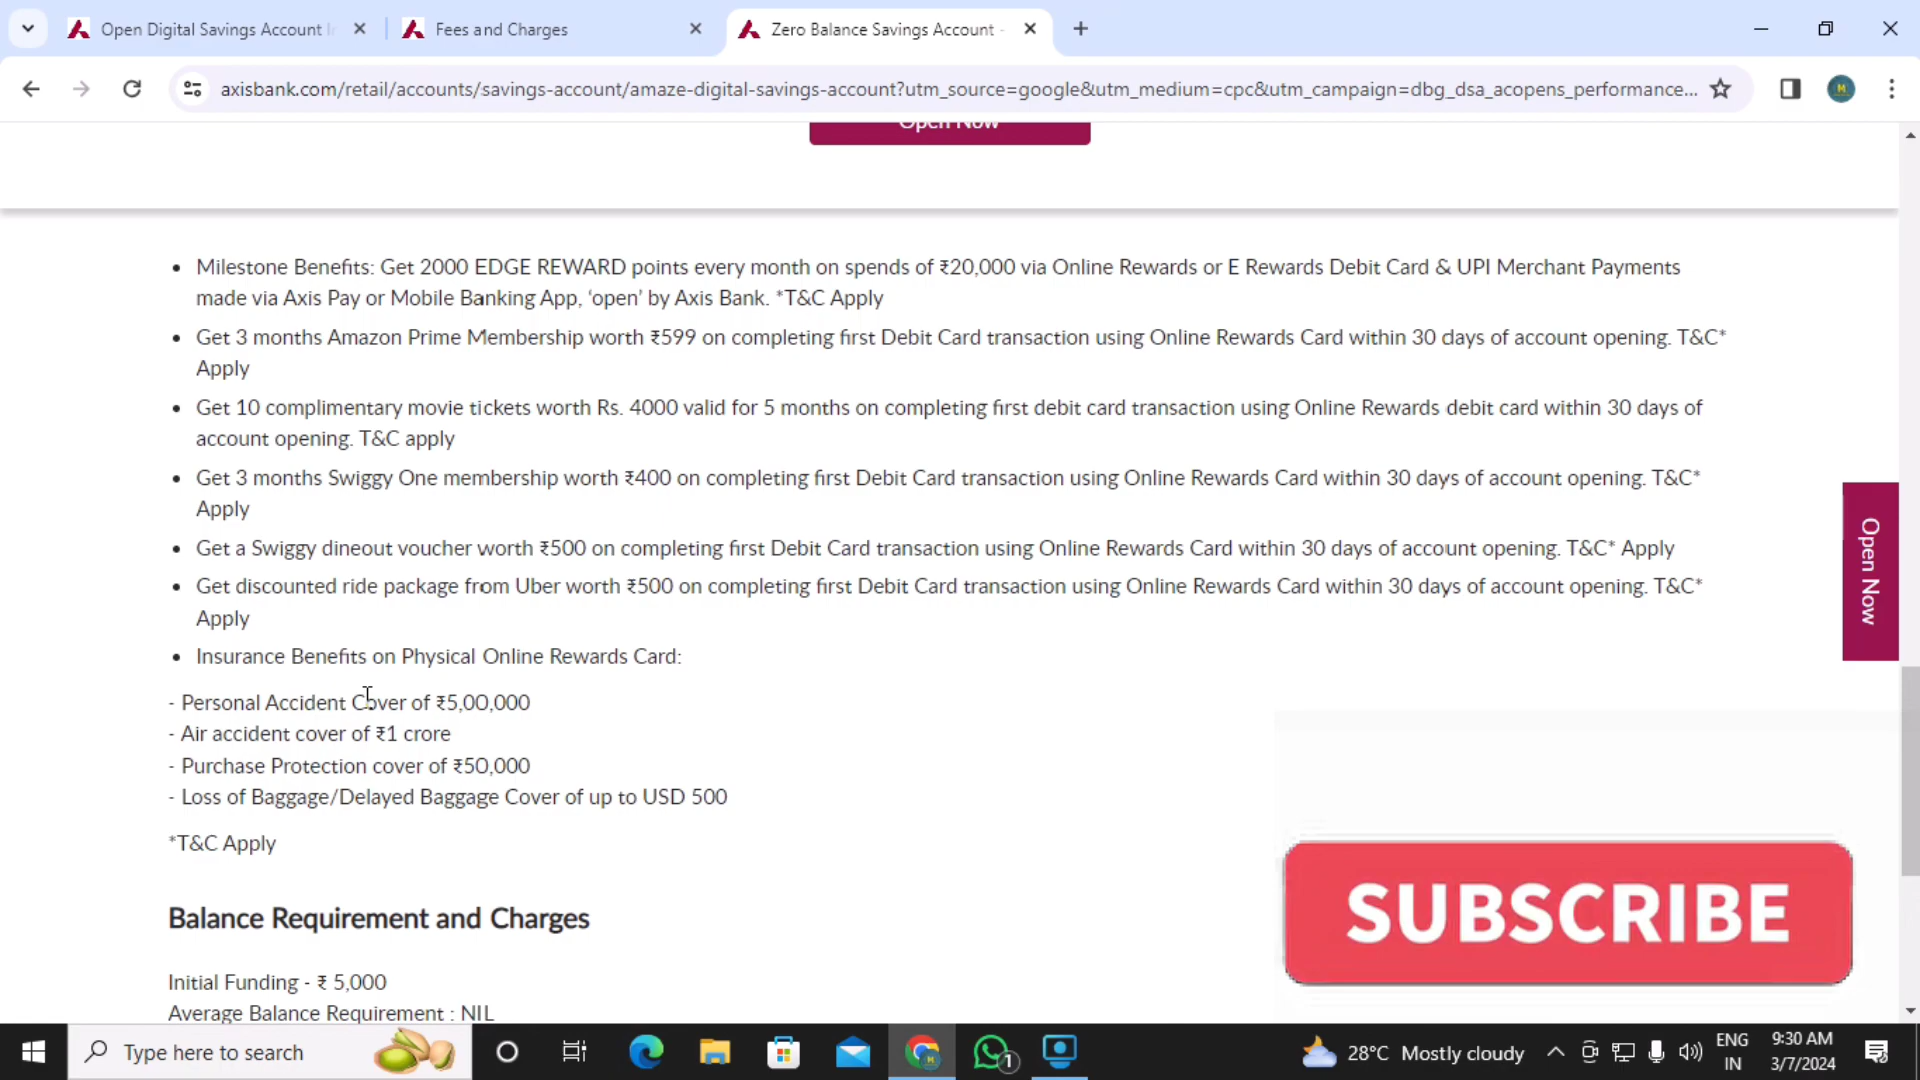 Open Digital Savings Account I
Fees and Charges
Zero Balance Savings Account -
axisbank.com/retail/accounts/savings-account/amaze-digital-savings-account?utm_source=google&utm_medium=cpc&utm_campaign=dbg_dsa_acopens_performance...
M
Open Now
• Milestone Benefits: Get 2000 EDGE REWARD points every month on spends of ₹20,000 via Online Rewards or E Rewards Debit Card & UPI Merchant Payments
made via Axis Pay or Mobile Banking App, ‘open’ by Axis Bank. *T&C Apply
• Get 3 months Amazon Prime Membership worth ₹599 on completing first Debit Card transaction using Online Rewards Card within 30 days of account opening. T&C*
Apply
• Get 10 complimentary movie tickets worth Rs. 4000 valid for 5 months on completing first debit card transaction using Online Rewards debit card within 30 days of
account opening. T&C apply
• Get 3 months Swiggy One membership worth ₹400 on completing first Debit Card transaction using Online Rewards Card within 30 days of account opening. T&C*
Apply
• Get a Swiggy dineout voucher worth ₹500 on completing first Debit Card transaction using Online Rewards Card within 30 days of account opening. T&C* Apply
• Get discounted ride package from Uber worth ₹500 on completing first Debit Card transaction using Online Rewards Card within 30 days of account opening. T&C*
Apply
• Insurance Benefits on Physical Online Rewards Card:
- Personal Accident Cover of ₹5,00,000
- Air accident cover of ₹1 crore
- Purchase Protection cover of ₹50,000
- Loss of Baggage/Delayed Baggage Cover of up to USD 500
*T&C Apply
Open Now
Balance Requirement and Charges
SUBSCRIBE
Initial Funding - ₹ 5,000
Average Balance Requirement : NIL
Type here to search
M
1
28°C Mostly cloudy
ENG
IN
9:30 AM
3/7/2024